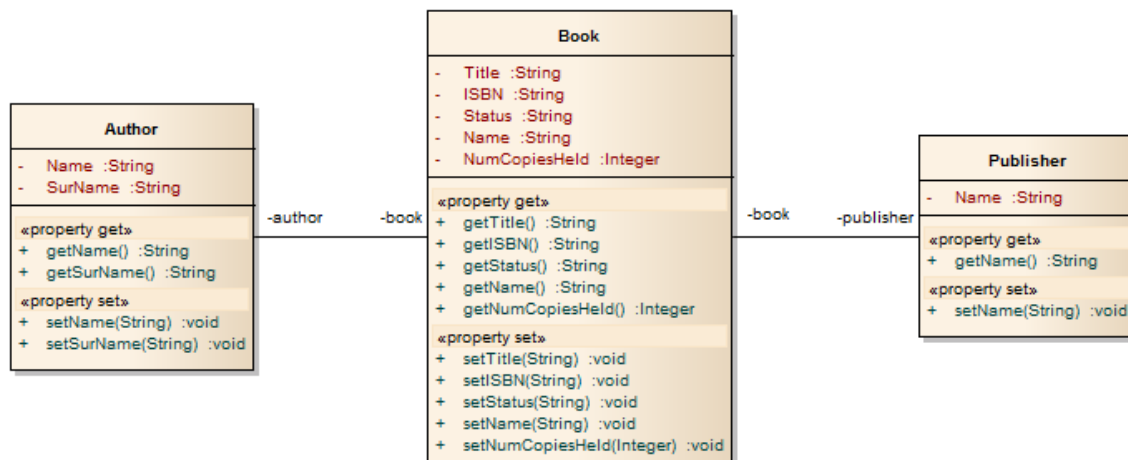 Author
- Name :String
- SurName :String
«property get»
+ getName() :String
+ getSurName() :String
«property set»
+ setName(String) :void
+ setSurName(String) :void
-author
-book
Book
- Title :String
- ISBN :String
- Status :String
- Name :String
- NumCopiesHeld :Integer
«property get»
+ getTitle() :String
+ getISBN() :String
+ getStatus() :String
+ getName() :String
+ getNumCopiesHeld() :Integer
«property set»
+ setTitle(String) :void
+ setISBN(String) :void
+ setStatus(String) :void
+ setName(String) :void
+ setNumCopiesHeld(Integer) :void
-book
-publisher
Publisher
- Name :String
«property get»
+ getName() :String
«property set»
+ setName(String) :void